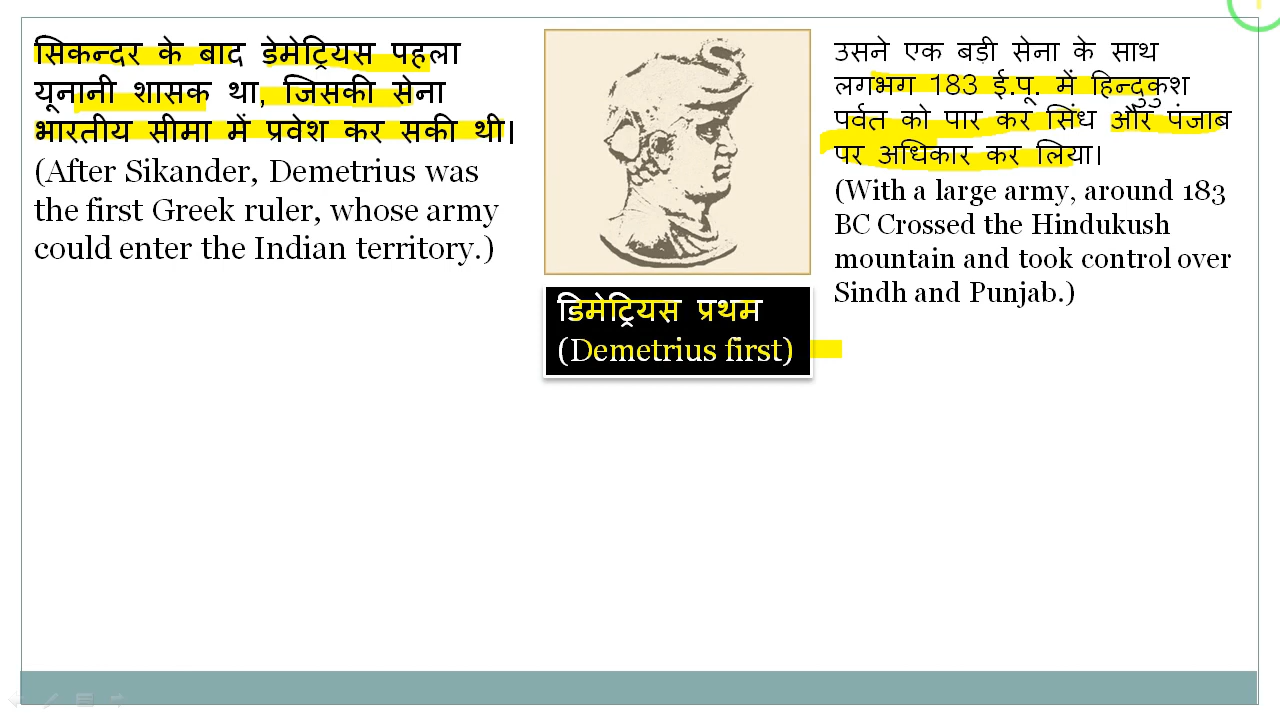 सिकन्दर के बाद डेमेट्रियस पहला
यूनानी शासक था, जिसकी सेना
भारतीय सीमा में प्रवेश कर सकी थी।
(After Sikander, Demetrius was
the first Greek ruler, whose army
could enter the Indian territory.)
डिमेट्रियस प्रथम
(Demetrius first)
उसने एक बड़ी सेना के साथ
लगभग 183 ई.पू. में हिन्दुकुश
पर्वत को पार कर सिंध और पंजाब
पर अधिकार कर लिया।
(With a large army, around 183
BC Crossed the Hindukush
mountain and took control over
Sindh and Punjab.)